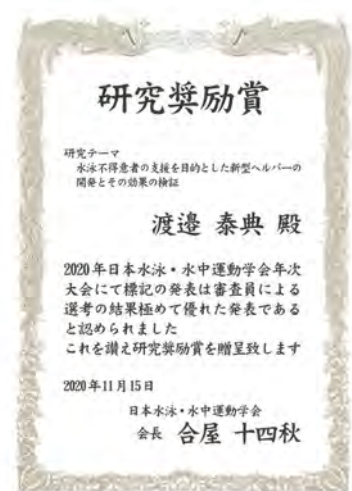 研究奨励賞
研究テーマ
水泳不得意者の支援を目的とした新型ヘルパーの
開発とその効果の検証
渡邉 泰典 殿
2020年日本水泳・水中運動学会年次
大会にて標記の発表は審査員による
選考の結果極めて優れた発表である
と認められました
これを讃え研究奨励賞を贈呈致します
2020年11月15日
日本水泳・水中運動学会
会長 合屋 十四秋